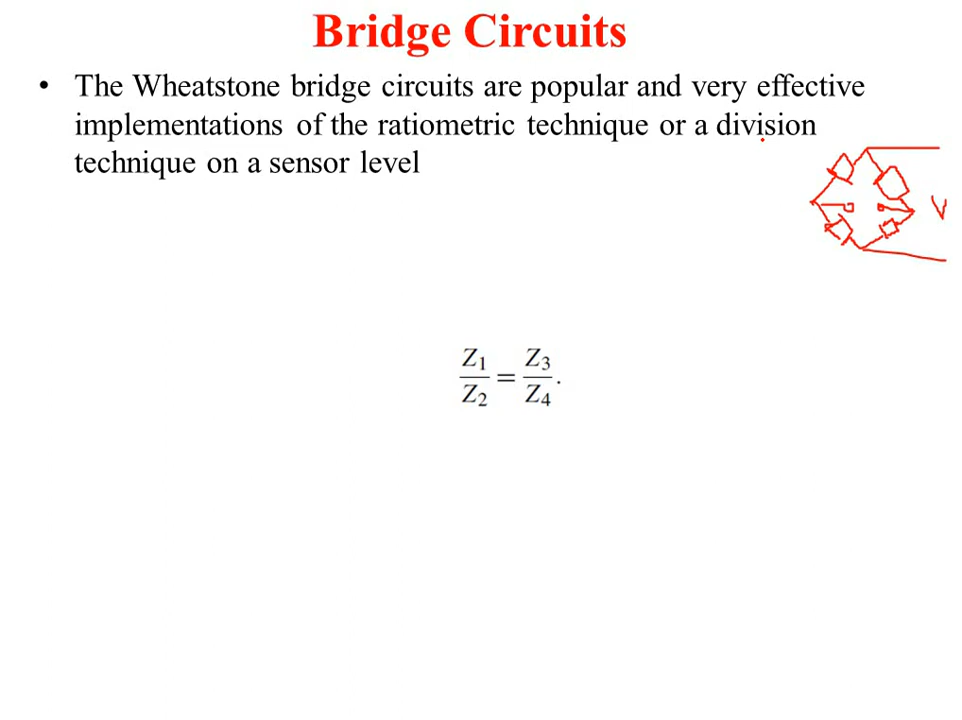 Bridge Circuits
• The Wheatstone bridge circuits are popular and very effective
implementations of the ratiometric technique or a division
technique on a sensor level
V
Z₁/Z₂ = Z₃/Z₄.